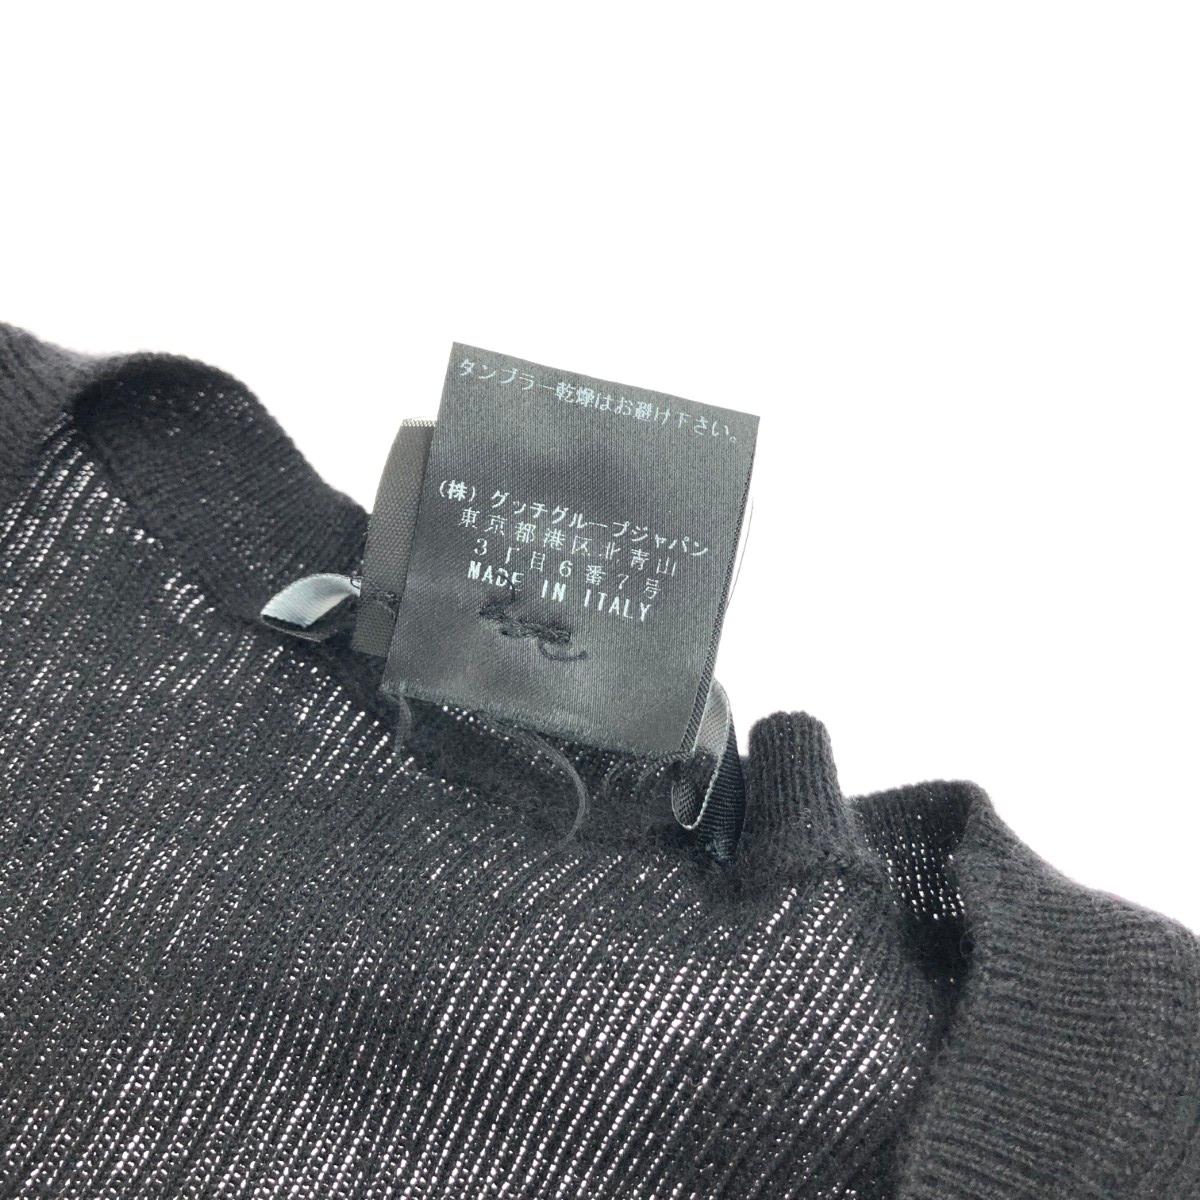 タンブラー乾燥はお避け下さい。
(株) グッチグループジャパン
東京都港区北青山
3丁目6番7号
MADE IN ITALY